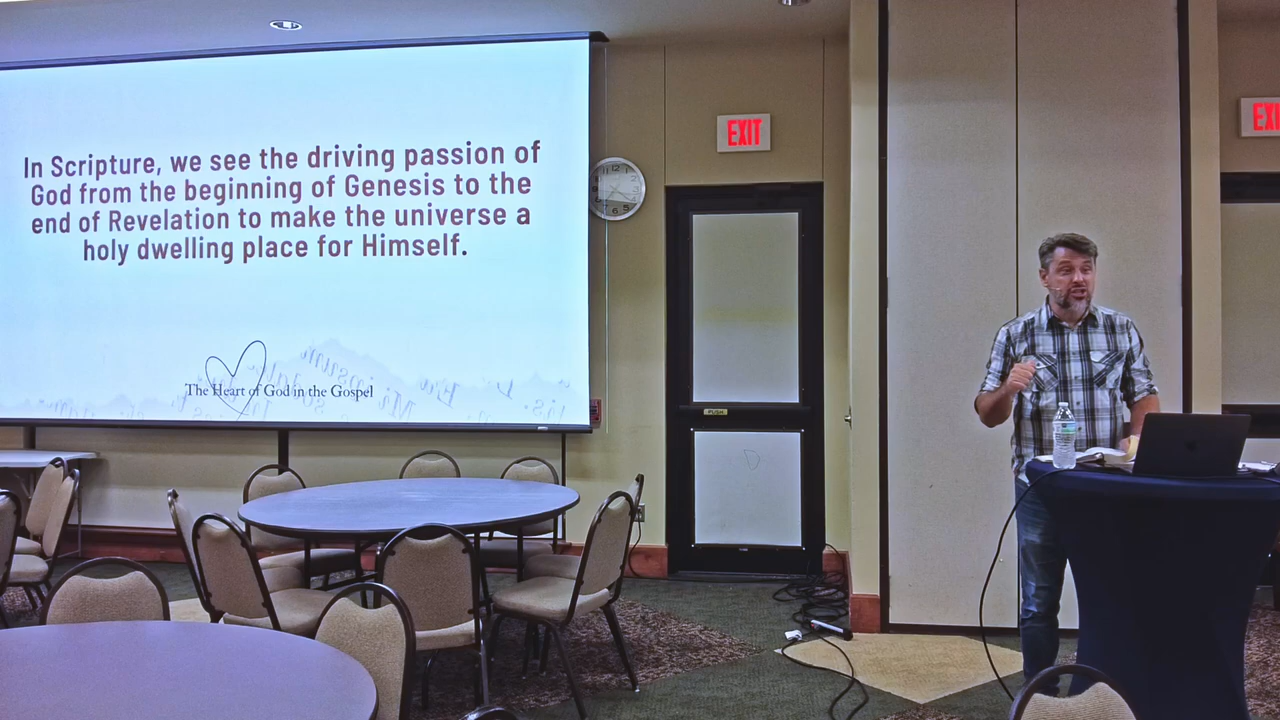 In Scripture, we see the driving passion of
God from the beginning of Genesis to the
end of Revelation to make the universe a
holy dwelling place for Himself.
The Heart of God in the Gospel
EXIT
PUSH